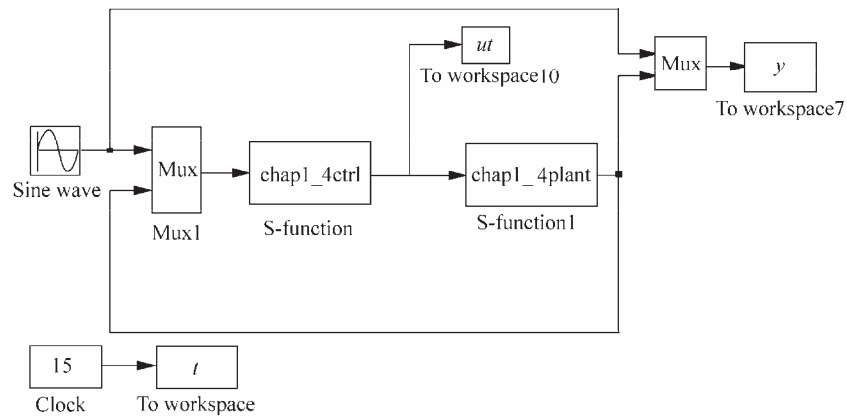 ut
To workspace10
Mux
y
To workspace7
Sine wave
Mux
Mux1
chap1_4ctrl
S-function
chap1_4plant
S-function1
15
Clock
t
To workspace